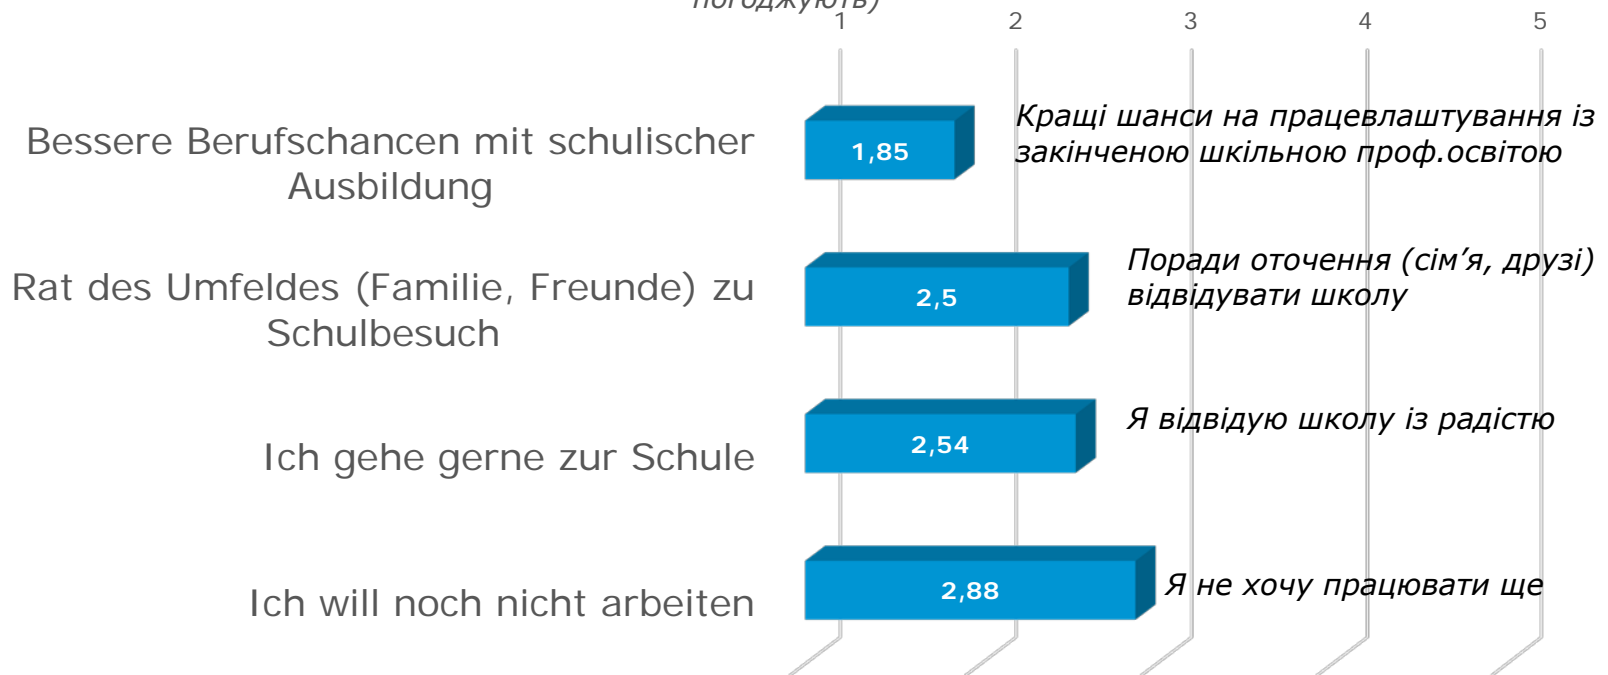 погоджують)
1 2 3 4 5
Bessere Berufschancen mit schulischer
Ausbildung
1,85
Кращі шанси на працевлаштування із
закінченою шкільною проф.освітою
Rat des Umfeldes (Familie, Freunde) zu
Schulbesuch
2,5
Поради оточення (сім’я, друзі)
відвідувати школу
Ich gehe gerne zur Schule
2,54
Я відвідую школу із радістю
Ich will noch nicht arbeiten
2,88
Я не хочу працювати ще